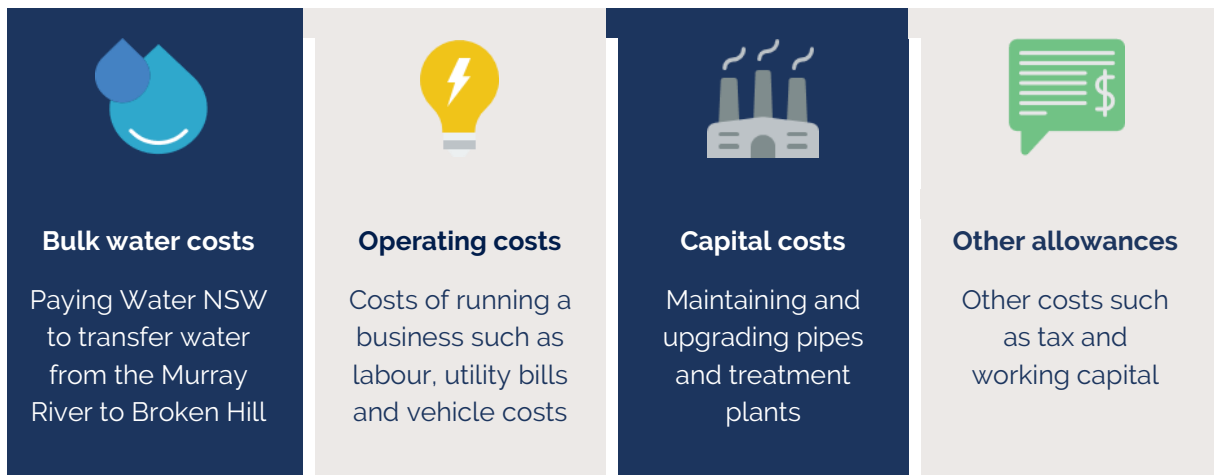 $
Bulk water costs
Paying Water NSW
to transfer water
from the Murray
River to Broken Hill
Operating costs
Costs of running a
business such as
labour, utility bills
and vehicle costs
Capital costs
Maintaining and
upgrading pipes
and treatment
plants
Other allowances
Other costs such
as tax and
working capital